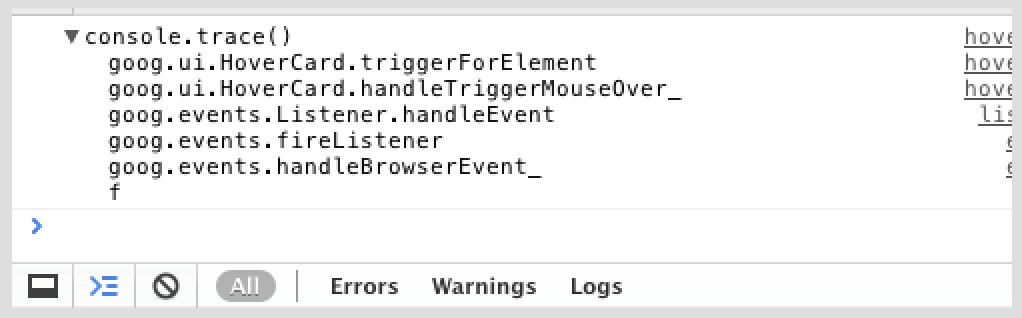 ▼console.trace() hove
goog.ui.HoverCard.triggerForElement hove
goog.ui.HoverCard.handleTriggerMouseOver_ hove
goog.events.Listener.handleEvent lis
goog.events.fireListener
goog.events.handleBrowserEvent_
f
All Errors Warnings Logs